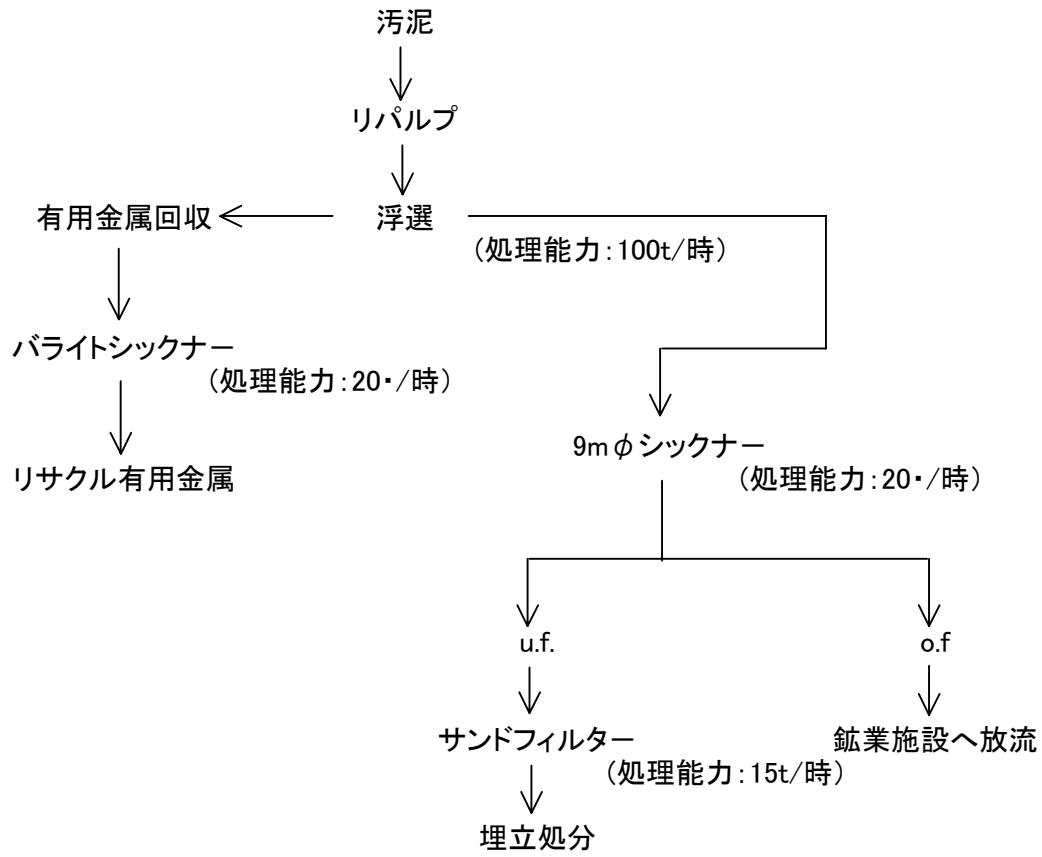 汚泥
リパルプ
有用金属回収
浮選
(処理能力:100t/時)
バライトシックナー
(処理能力:20・/時)
リサクル有用金属
9mφシックナー
(処理能力:20・/時)
u.f.
o.f
サンドフィルター
(処理能力:15t/時)
鉱業施設へ放流
埋立処分